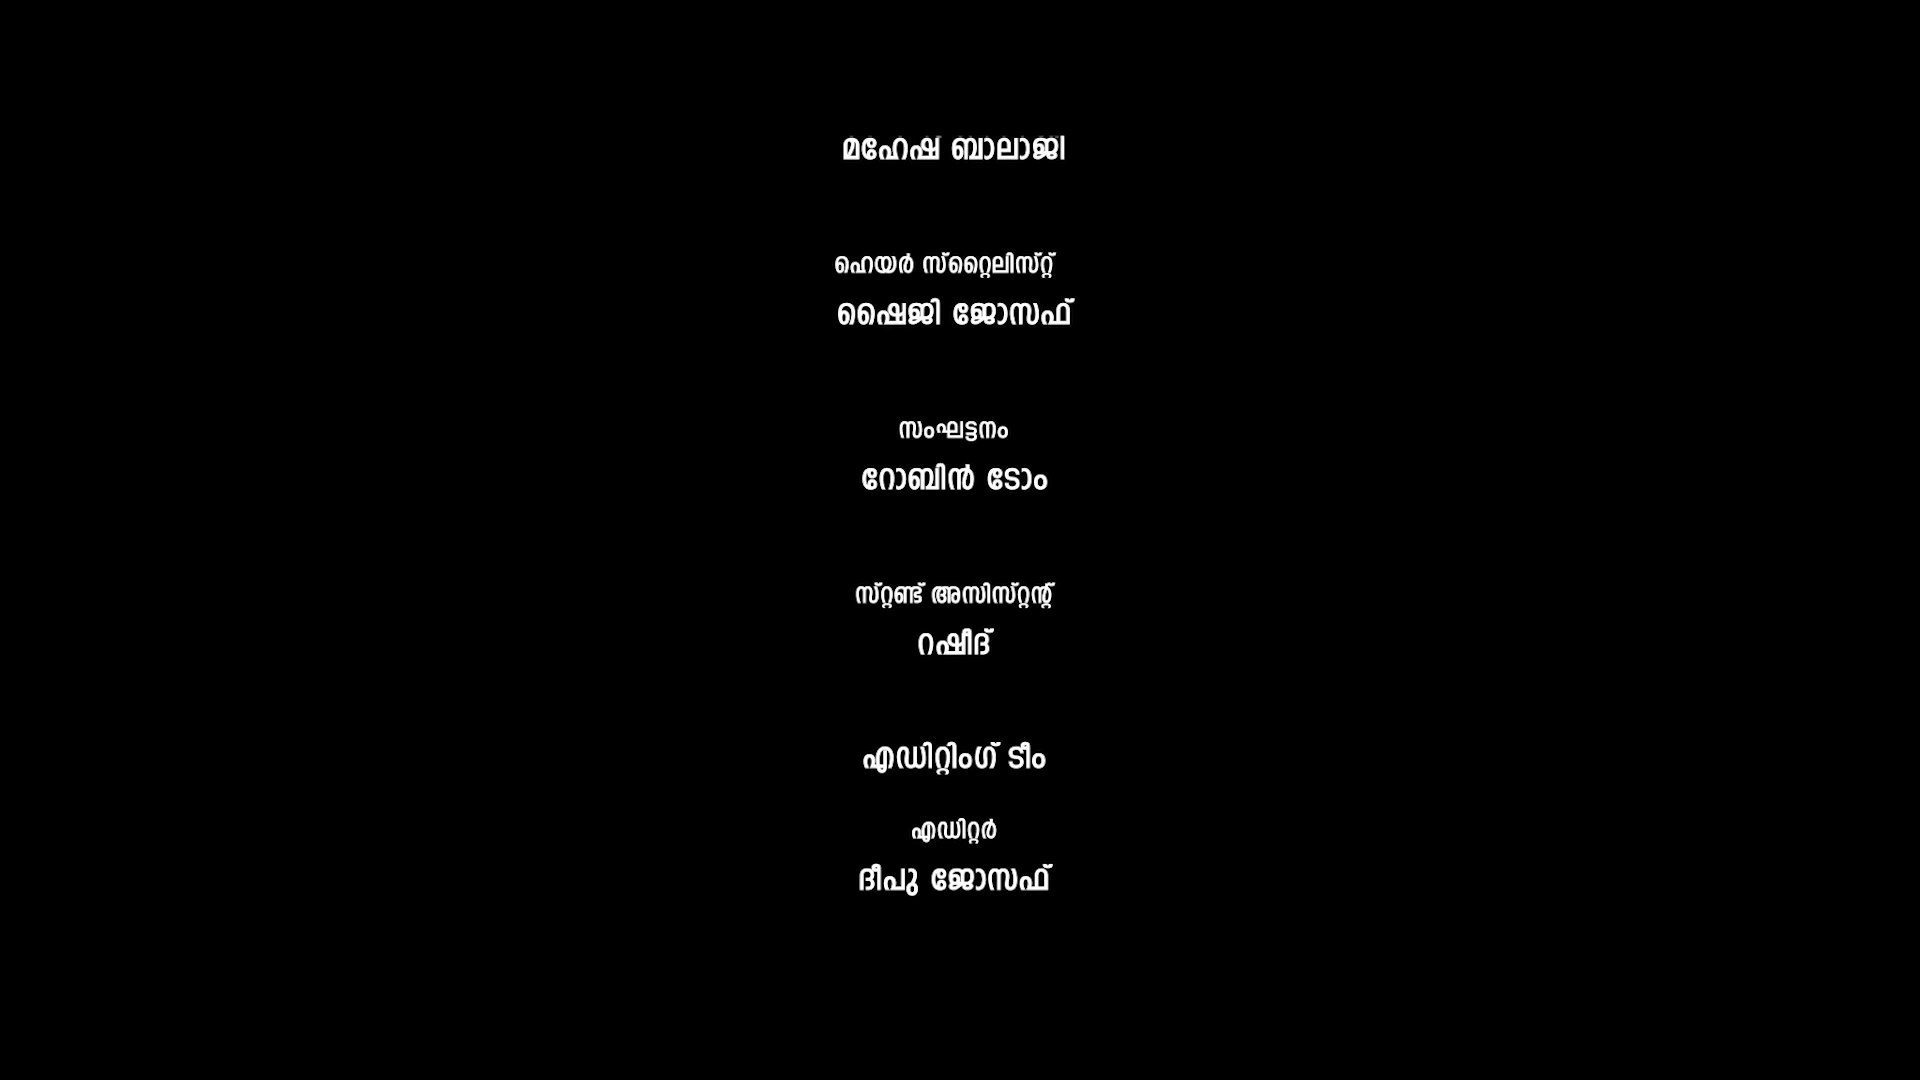 മഹേഷ് ബാലാജി
ഹെയർ സ്റ്റൈലിസ്റ്റ്
ഷൈജി ജോസഫ്
സംഘട്ടനം
റോബിൻ ടോം
സ്റ്റണ്ട് അസിസ്റ്റന്റ്
റഷീദ്
എഡിറ്റിംഗ് ടീം
എഡിറ്റർ
ദീപു ജോസഫ്